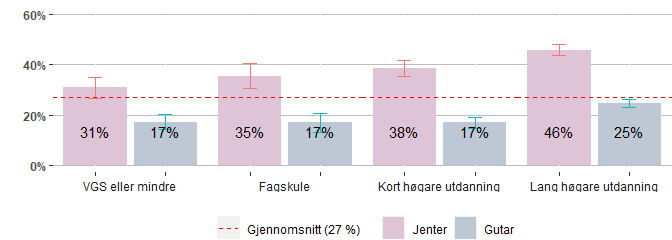 60%
40%
20%
0%
31% 17% 35% 17% 38% 17% 46% 25%
VGS eller mindre Fagskule Kort høgare utdanning Lang høgare utdanning
Gjennomsnitt (27 %) Jenter Gutar